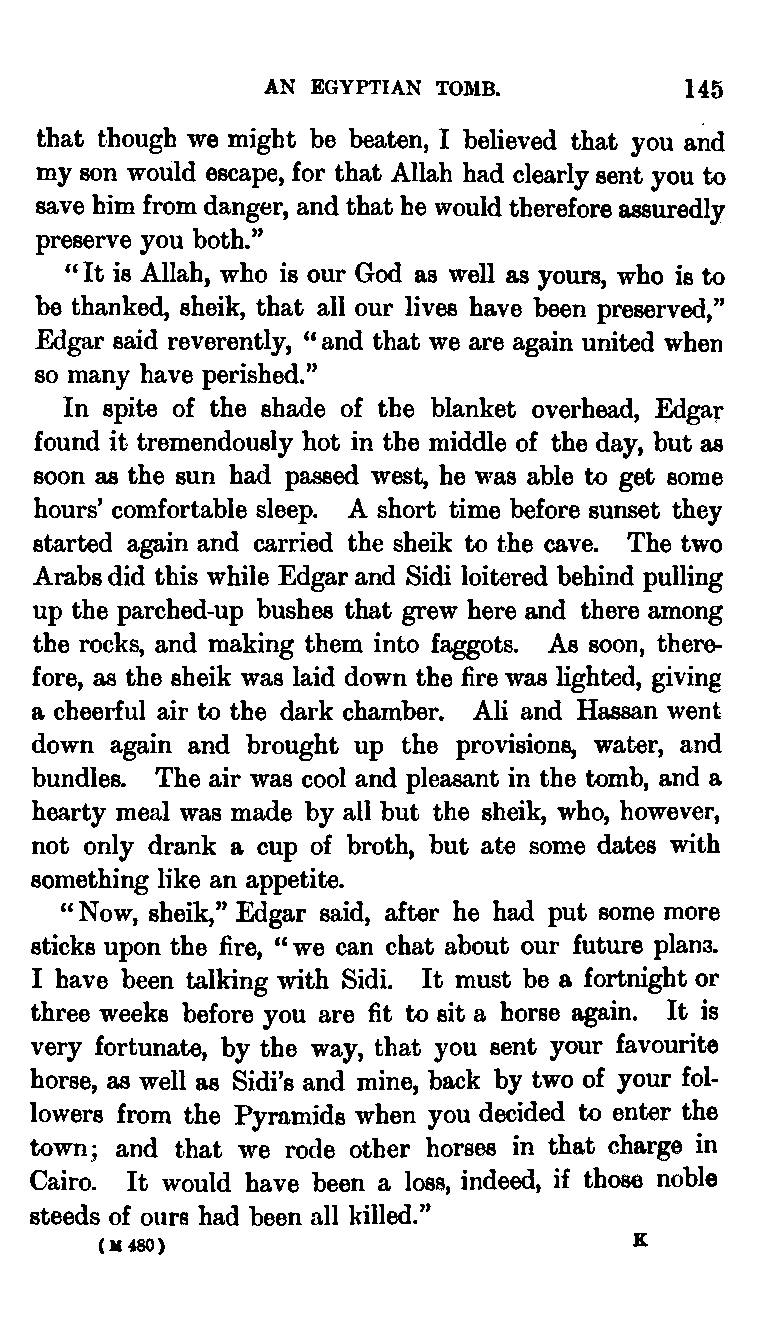 AN EGYPTIAN TOMB. 145
that though we might be beaten, I believed that you and
my son would escape, for that Allah had clearly sent you to
save him from danger, and that he would therefore assuredly
preserve you both.”
“It is Allah, who is our God as well as yours, who is to
be thanked, sheik, that all our lives have been preserved,”
Edgar said reverently, “and that we are again united when
so many have perished.”
In spite of the shade of the blanket overhead, Edgar
found it tremendously hot in the middle of the day, but as
soon as the sun had passed west, he was able to get some
hours’ comfortable sleep. A short time before sunset they
started again and carried the sheik to the cave. The two
Arabs did this while Edgar and Sidi loitered behind pulling
up the parched-up bushes that grew here and there among
the rocks, and making them into faggots. As soon, there-
fore, as the sheik was laid down the fire was lighted, giving
a cheerful air to the dark chamber. Ali and Hassan went
down again and brought up the provisions, water, and
bundles. The air was cool and pleasant in the tomb, and a
hearty meal was made by all but the sheik, who, however,
not only drank a cup of broth, but ate some dates with
something like an appetite.
“Now, sheik,” Edgar said, after he had put some more
sticks upon the fire, “we can chat about our future plans.
I have been talking with Sidi. It must be a fortnight or
three weeks before you are fit to sit a horse again. It is
very fortunate, by the way, that you sent your favourite
horse, as well as Sidi’s and mine, back by two of your fol-
lowers from the Pyramids when you decided to enter the
town; and that we rode other horses in that charge in
Cairo. It would have been a loss, indeed, if those noble
steeds of ours had been all killed.”
(M 480) K